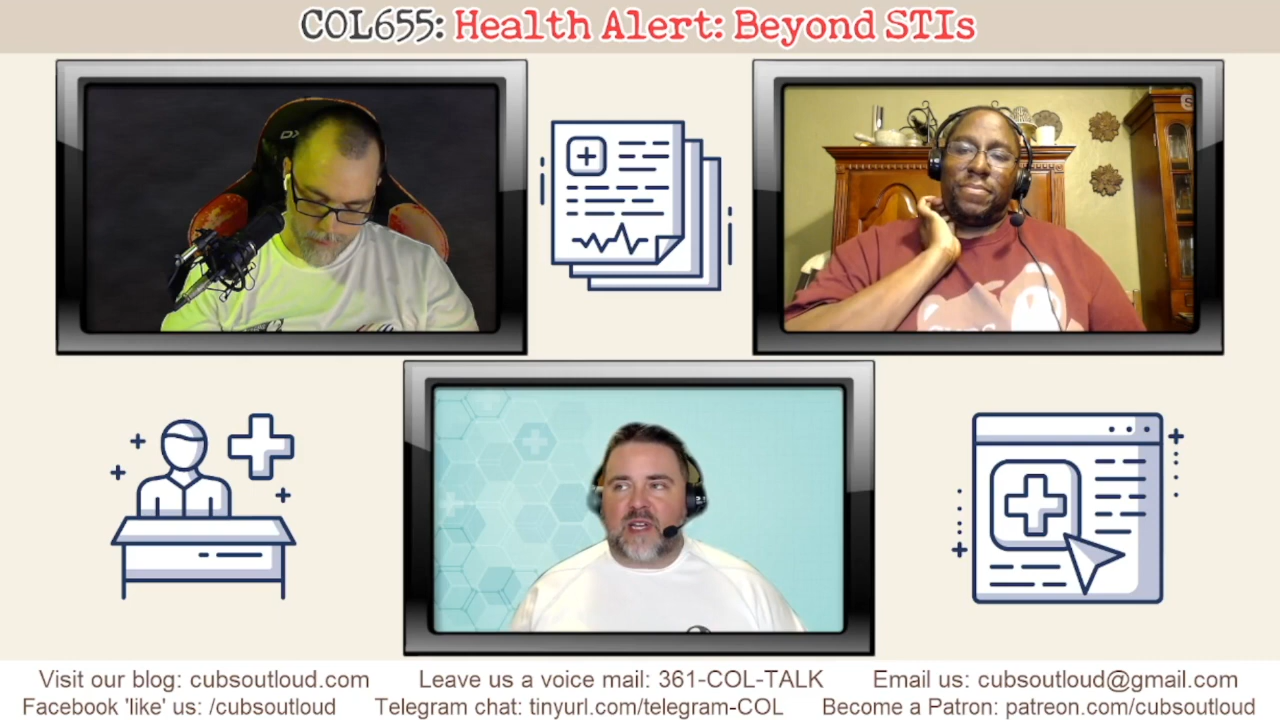 COL655: Health Alert: Beyond STIs
DX
S
Visit our blog: cubsoutloud.com
Leave us a voice mail: 361-COL-TALK
Email us: cubsoutloud@gmail.com
Facebook 'like' us: /cubsoutloud
Telegram chat: tinyurl.com/telegram-COL
Become a Patron: patreon.com/cubsoutloud